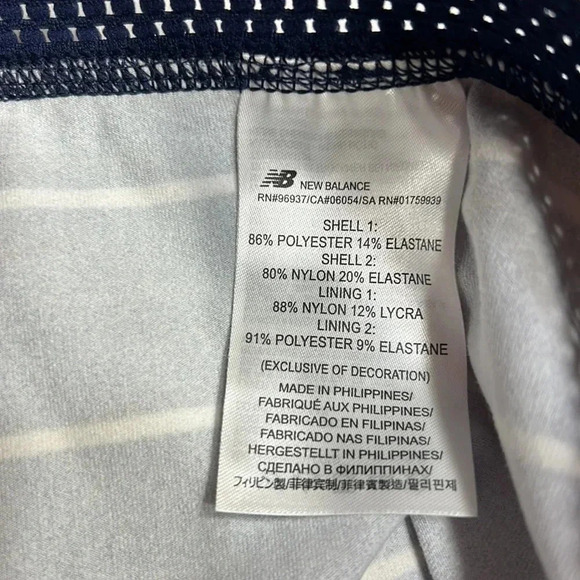 NB NEW BALANCE
RN#96937/CA#06054/SA RN#01759939
SHELL 1:
86% POLYESTER 14% ELASTANE
SHELL 2:
80% NYLON 20% ELASTANE
LINING 1:
88% NYLON 12% LYCRA
LINING 2:
91% POLYESTER 9% ELASTANE
(EXCLUSIVE OF DECORATION)
MADE IN PHILIPPINES/
FABRIQUÉ AUX PHILIPPINES/
FABRICADO EN FILIPINAS/
FABRICADO NAS FILIPINAS/
HERGESTELLT IN PHILIPPINES/
СДЕЛАНО В ФИЛИППИНАХ/
フィリピン製/菲律宾制/菲律賓製造/필리핀제